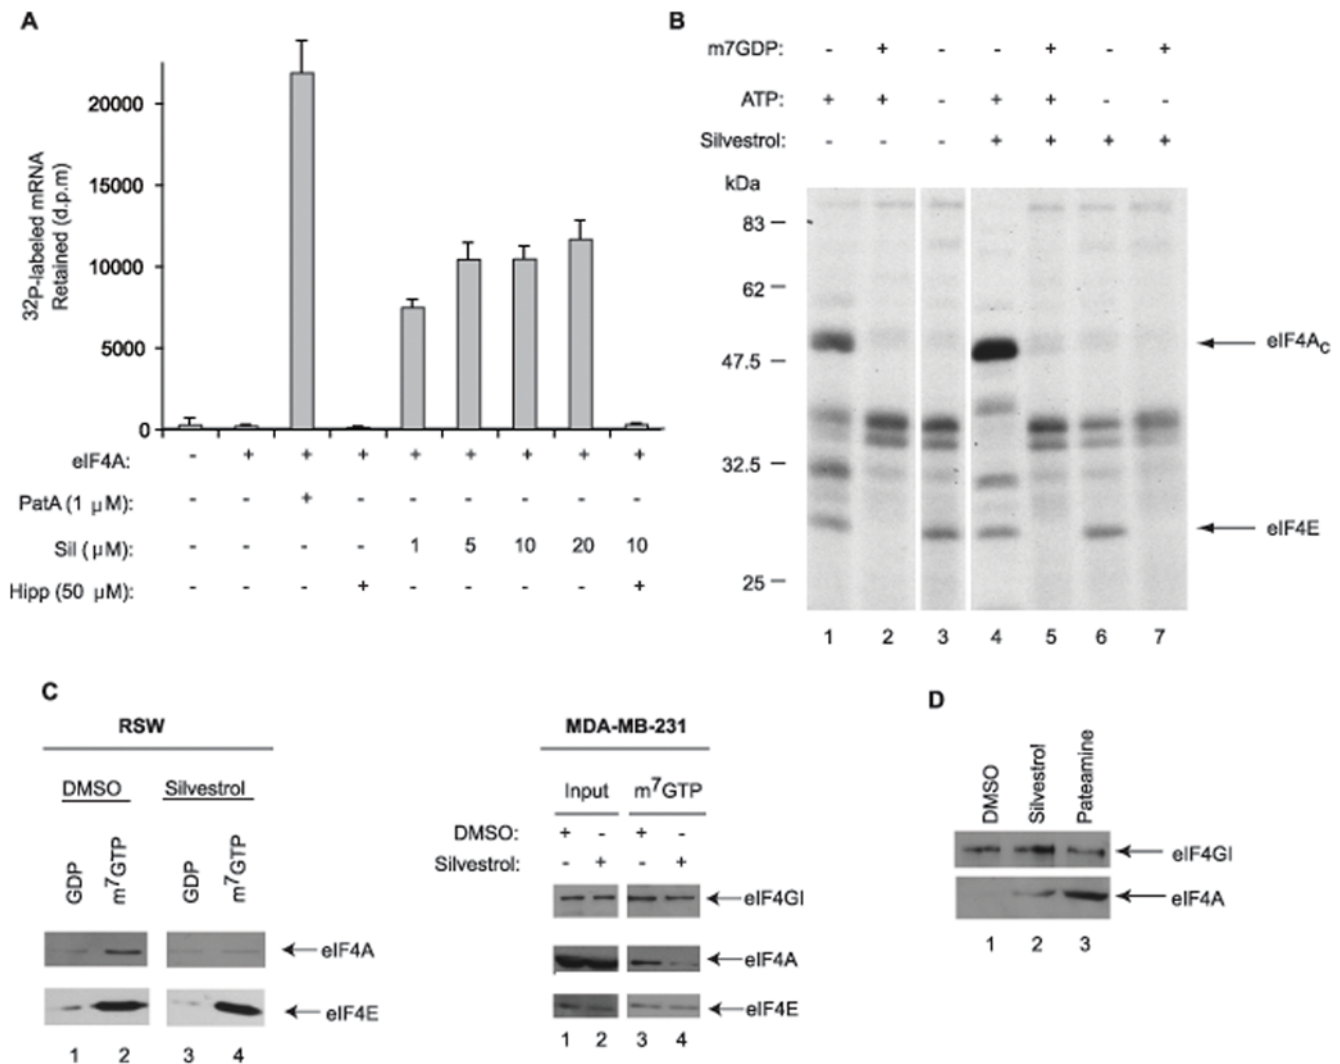 A
20000
15000
10000
5000
0
32P-labeled mRNA
Retained (d.p.m)
eIF4A: - + + + + + + + +
PatA (1 μM): - - + - - - - - -
Sil (μM): - - - - 1 5 10 20 10
Hipp (50 μM): - - - + - - - - +
B
m7GDP: - + - - + - +
ATP: + + - + + - -
Silvestrol: - - - + + + +
kDa
83
62
47.5
32.5
25
eIF4Ac
eIF4E
1 2 3 4 5 6 7
C
RSW
DMSO Silvestrol
GDP m7GTP GDP m7GTP
eIF4A
eIF4E
1 2 3 4
MDA-MB-231
Input m7GTP
DMSO: + - + -
Silvestrol: - + - +
eIF4GI
eIF4A
eIF4E
1 2 3 4
D
DMSO Silvestrol Pateamine
eIF4GI
eIF4A
1 2 3